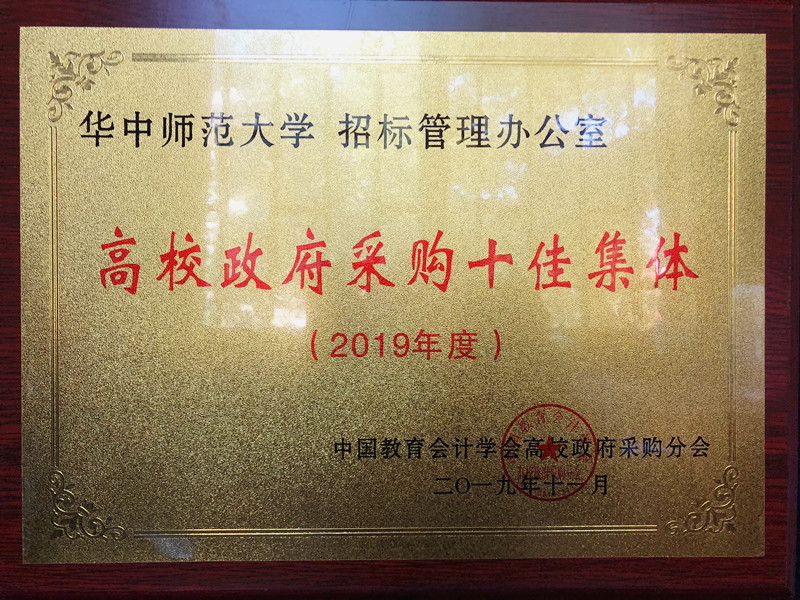 华中师范大学 招标管理办公室
高校政府采购十佳集体
（2019年度）
中国教育会计学会高校政府采购分会
二〇一九年十一月